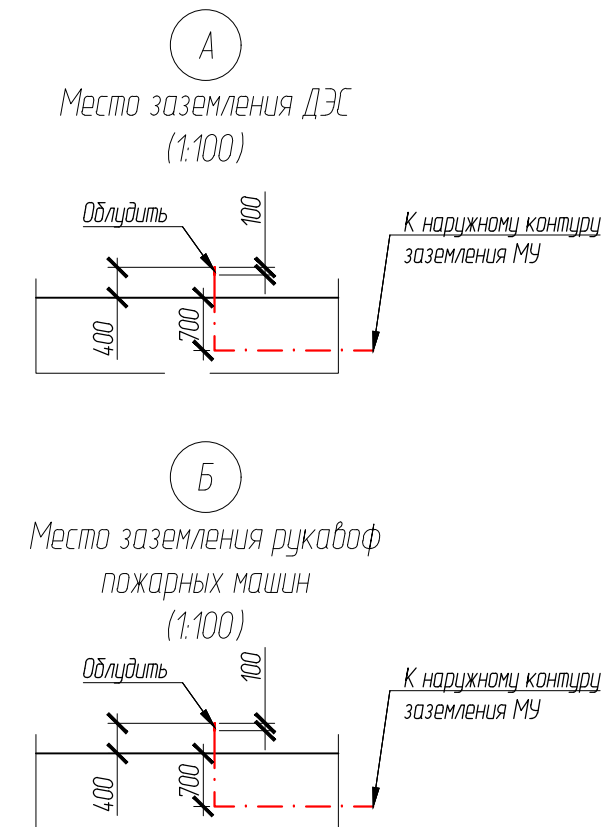 А
Место заземления ДЭС
(1:100)
Облудить
100
К наружному контуру
заземления МУ
400
700
Б
Место заземления рукавоф
пожарных машин
(1:100)
Облудить
100
К наружному контуру
заземления МУ
400
700